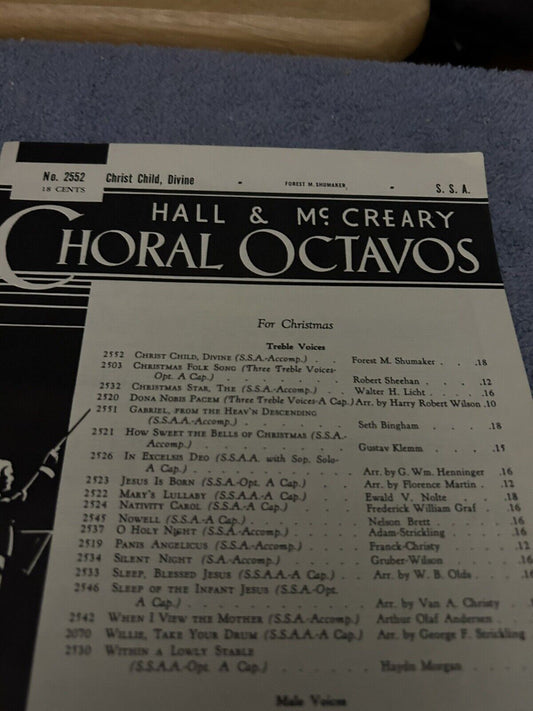 No. 2552 Christ Child, Divine - FOREST M. SHUMAKER - S. S. A.
18 CENTS
HALL & Mc CREARY
CHORAL OCTAVOS
For Christmas
Treble Voices
2552 CHRIST CHILD, DIVINE (S.S.A.-Accomp.) . . Forest M. Shumaker . . .18
2503 CHRISTMAS FOLK SONG (Three Treble Voices-
Opt. A Cap.) . . . . . . . . Robert Sheehan . . . .12
2532 CHRISTMAS STAR, THE (S.S.A.-Accomp.) . . Walter H. Licht . . . .16
2520 DONA NOBIS PACEM (Three Treble Voices-A Cap.) Arr. by Harry Robert Wilson .10
2551 GABRIEL, FROM THE HEAV'N DESCENDING
(S.S.A.A.-Accomp.) . . . . . . . Seth Bingham . . . .18
2521 HOW SWEET THE BELLS OF CHRISTMAS (S.S.A.-
Accomp.) . . . . . . . . . Gustav Klemm . . . .15
2526 IN EXCELSIS DEO (S.S.A.A. with Sop. Solo-
A Cap.) . . . . . . . . . Arr. by G. Wm. Henninger .16
2523 JESUS IS BORN (S.S.A.-Opt. A Cap.) . . . Arr. by Florence Martin . .12
2522 MARY'S LULLABY (S.S.A.A.-A Cap.) . . . Ewald V. Nolte . . . .18
2524 NATIVITY CAROL (S.S.A.-A Cap.) . . . . Frederick William Graf . .16
2545 NOWELL (S.S.A.-A Cap.) . . . . . . Nelson Brett . . . .16
2537 O HOLY NIGHT (S.S.A.-Accomp.) . . . . Adam-Strickling . . . .16
2519 PANIS ANGELICUS (S.S.A.-Accomp.) . . . Franck-Christy . . . .12
2534 SILENT NIGHT (S.A.-Accomp.) . . . . . Gruber-Wilson . . . .16
2533 SLEEP, BLESSED JESUS (S.S.A.A.-A Cap.) . . Arr. by W. B. Olds . . .16
2546 SLEEP OF THE INFANT JESUS (S.S.A.-Opt.
A Cap.) . . . . . . . . . Arr. by Van A. Christy .
2542 WHEN I VIEW THE MOTHER (S.S.A.-Accomp.) Arthur Olaf Andersen .
2070 WILLIE, TAKE YOUR DRUM (S.S.A.A.-A Cap.) Arr. by George F. Strickling
2530 WITHIN A LOWLY STABLE
(S.S.A.A.-Opt. A Cap.) . . . . . . Haydn Morgan . . .
Male Voices